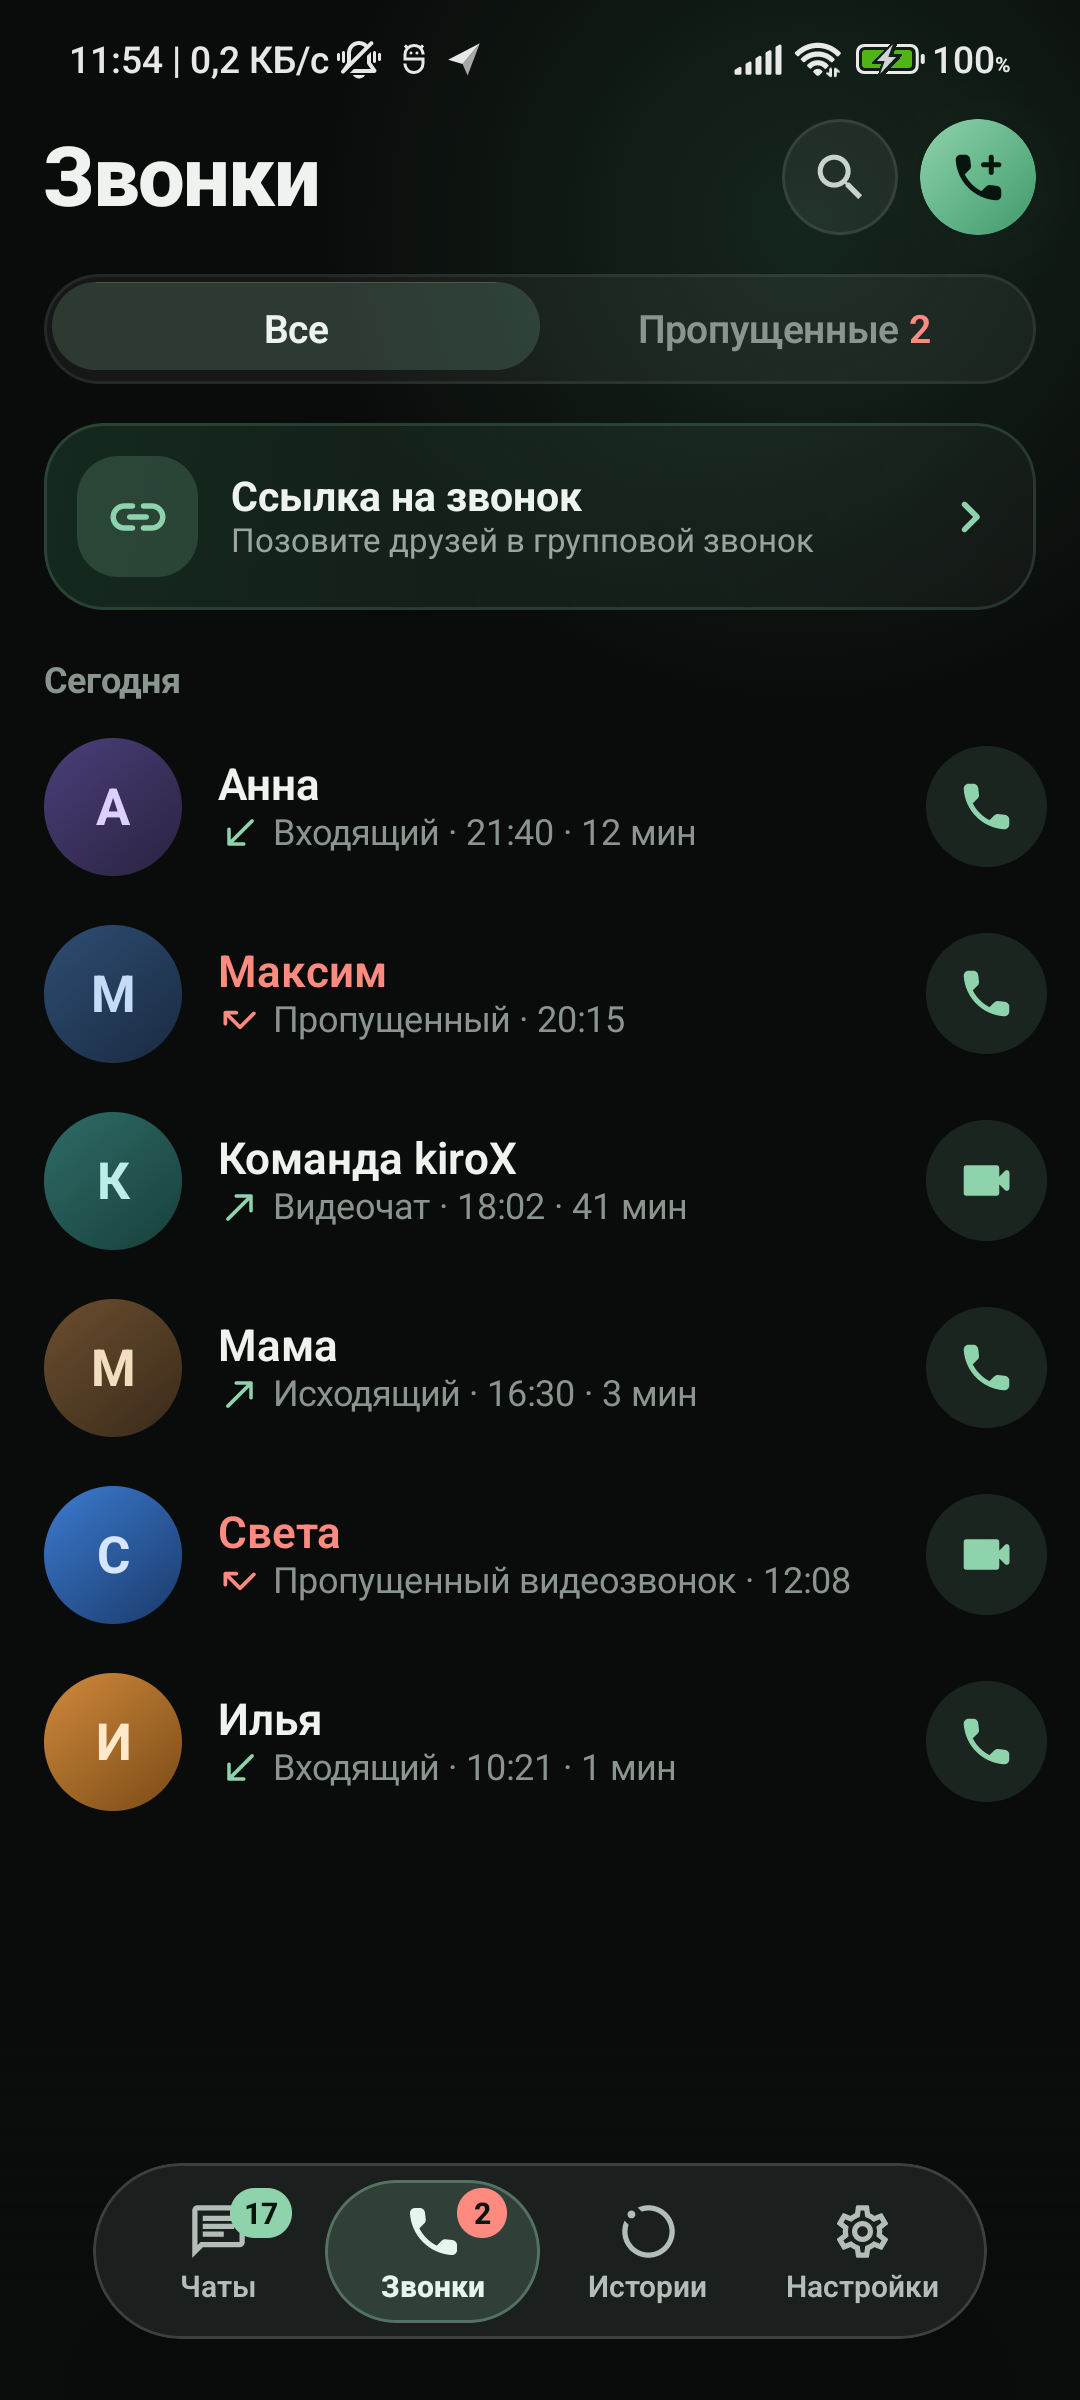 11:54 | 0,2 КБ/с 100%
Звонки
Все Пропущенные 2
Ссылка на звонок
Позовите друзей в групповой звонок
Сегодня
А
Анна
Входящий · 21:40 · 12 мин
М
Максим
Пропущенный · 20:15
К
Команда kiroX
Видеочат · 18:02 · 41 мин
М
Мама
Исходящий · 16:30 · 3 мин
С
Света
Пропущенный видеозвонок · 12:08
И
Илья
Входящий · 10:21 · 1 мин
17 2
Чаты Звонки Истории Настройки